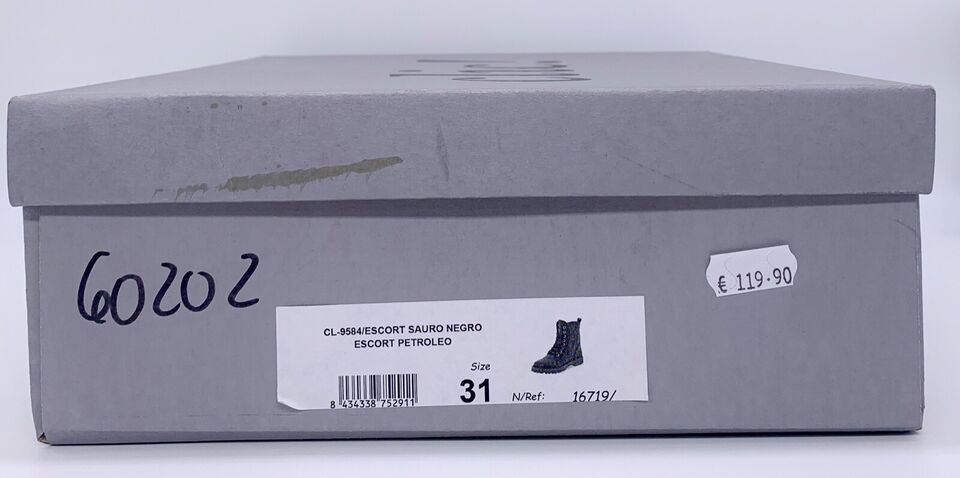 60202
€ 119.90
CL-9584/ESCORT SAURO NEGRO
ESCORT PETROLEO
Size
31
N/Ref: 16719/
8 434338 752911